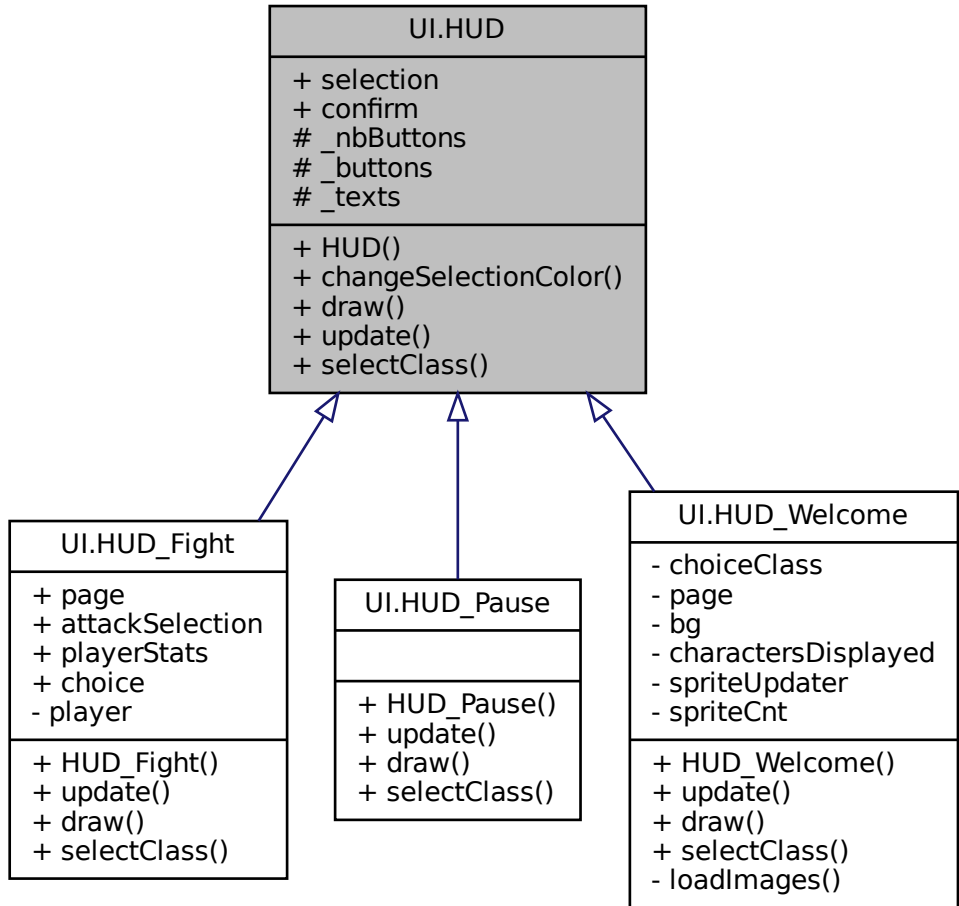 UI.HUD
+ selection
+ confirm
# _nbButtons
# _buttons
# _texts
+ HUD()
+ changeSelectionColor()
+ draw()
+ update()
+ selectClass()
UI.HUD_Fight
+ page
+ attackSelection
+ playerStats
+ choice
- player
+ HUD_Fight()
+ update()
+ draw()
+ selectClass()
UI.HUD_Pause
+ HUD_Pause()
+ update()
+ draw()
+ selectClass()
UI.HUD_Welcome
- choiceClass
- page
- bg
- charactersDisplayed
- spriteUpdater
- spriteCnt
+ HUD_Welcome()
+ update()
+ draw()
+ selectClass()
- loadImages()